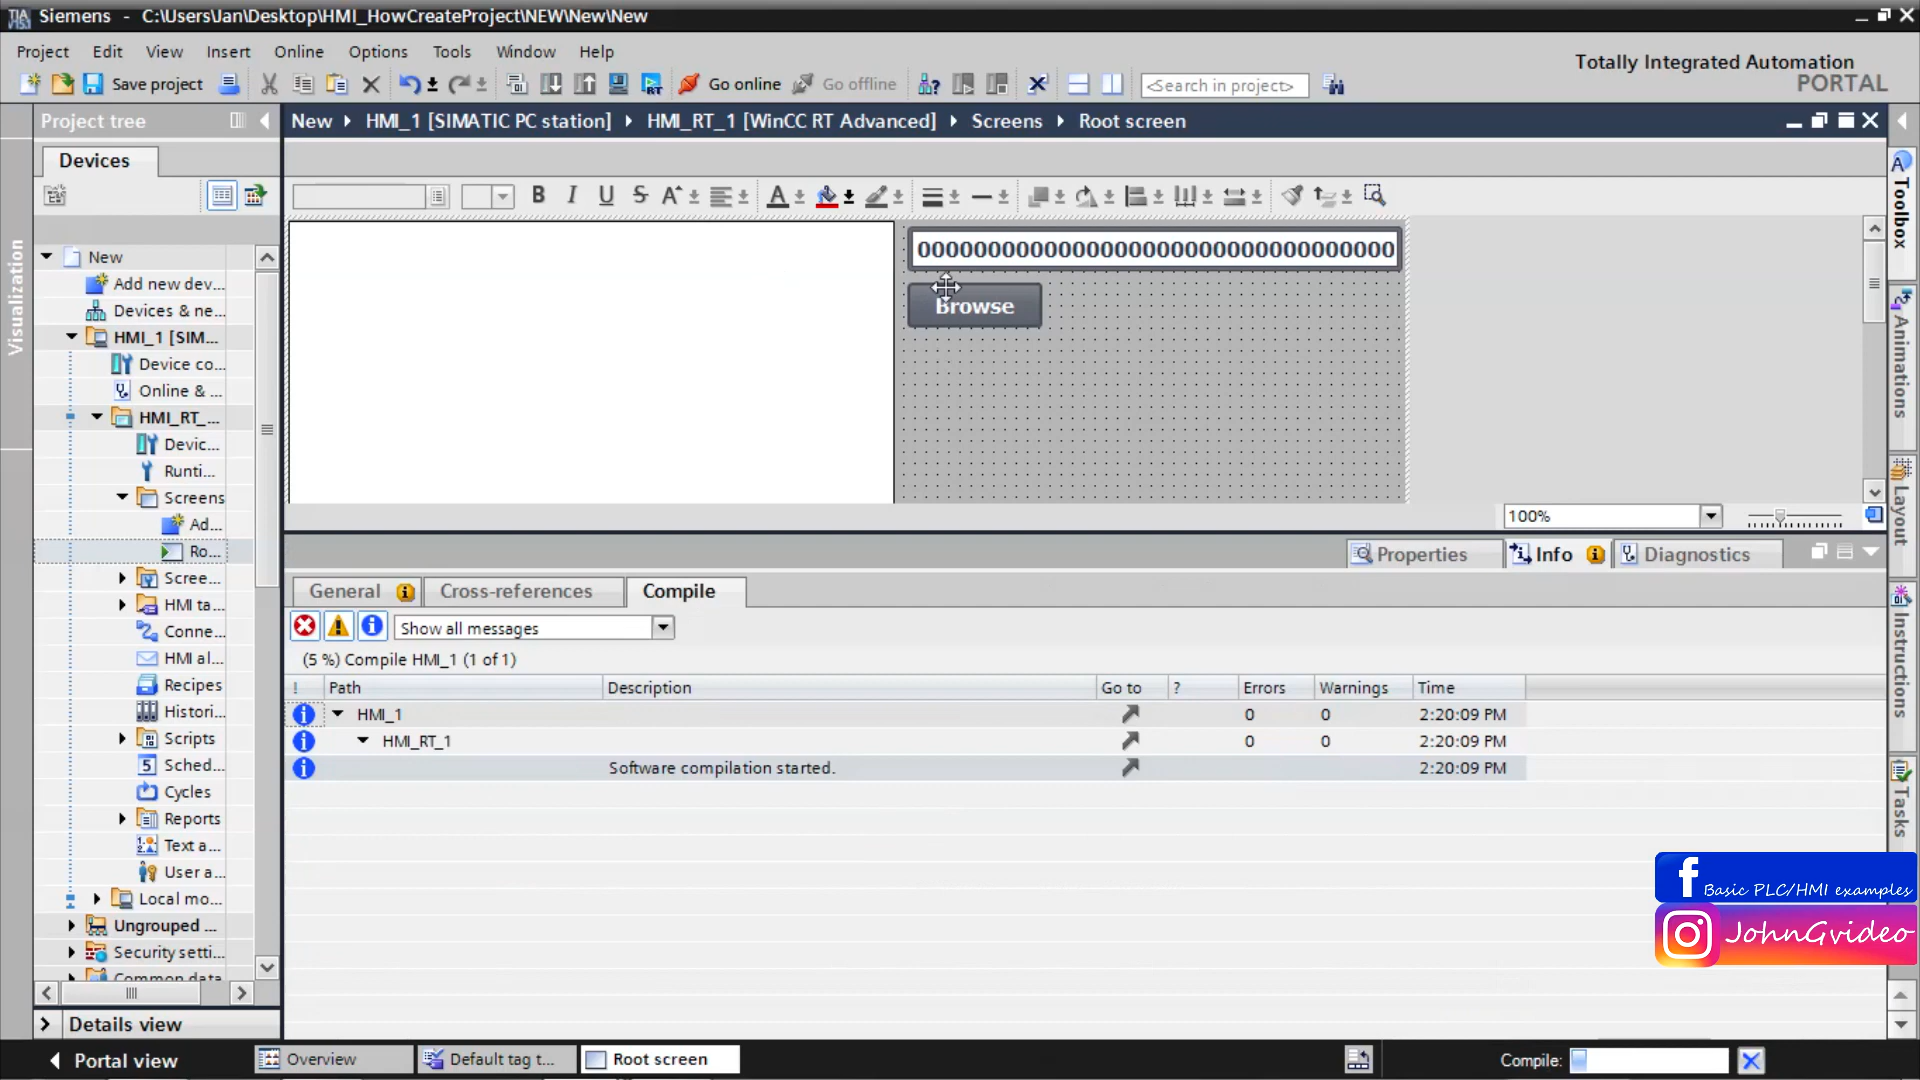 Siemens - C:\Users\Jan\Desktop\HMI_HowCreateProject\NEW\New\New
Project Edit View Insert Online Options Tools Window Help
Totally Integrated Automation
PORTAL
Save project
Go online
Go offline
<Search in project>
Project tree
New HMI_1 [SIMATIC PC station] HMI_RT_1 [WinCC RT Advanced] Screens Root screen
Devices
Visualization
B I U S A
New
Add new dev...
Devices & ne...
HMI_1 [SIM...
Device co...
Online & ...
HMI_RT_...
Devic...
Runti...
Screens
Ad...
Ro...
Scree...
HMI ta...
Conne...
HMI al...
Recipes
Histori...
Scripts
Sched...
Cycles
Reports
Text a...
User a...
Local mo...
Ungrouped ...
Security setti...
Common data
Details view
0000000000000000000000000000000000
Browse
100%
Properties
Info
Diagnostics
General
Cross-references
Compile
Show all messages
(5 %) Compile HMI_1 (1 of 1)
! Path Description Go to ? Errors Warnings Time
HMI_1 0 0 2:20:09 PM
HMI_RT_1 0 0 2:20:09 PM
Software compilation started. 2:20:09 PM
Toolbox
Animations
Layout
Instructions
Tasks
Basic PLC/HMI examples
JohnGvideo
Portal view
Overview
Default tag t...
Root screen
Compile: